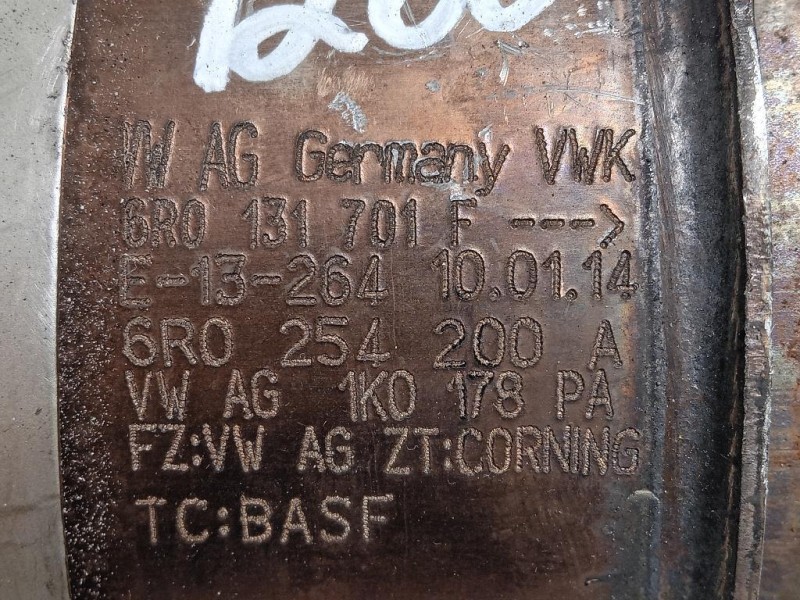 VW AG Germany VWK
6R0 131 701 F --->
E-13-264 10.01.14
6R0 254 200 A
VW AG 1K0 178 PA
FZ:VW AG ZT:CORNING
TC:BASF